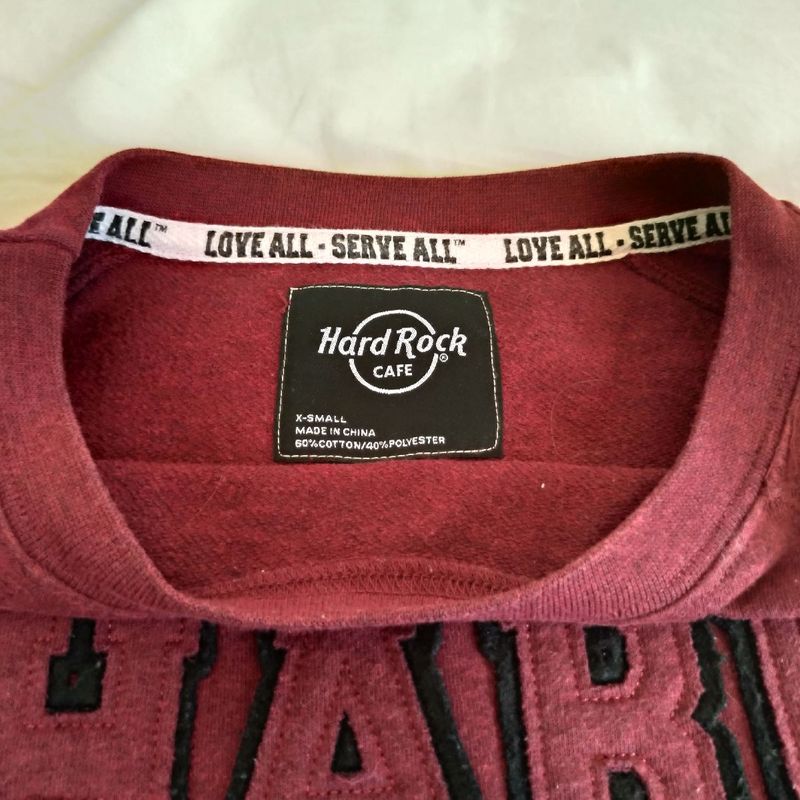 E ALL™ LOVE ALL • SERVE ALL™ LOVE ALL • SERVE AL
Hard Rock®
CAFE
X-SMALL
MADE IN CHINA
60%COTTON/40%POLYESTER
HARD